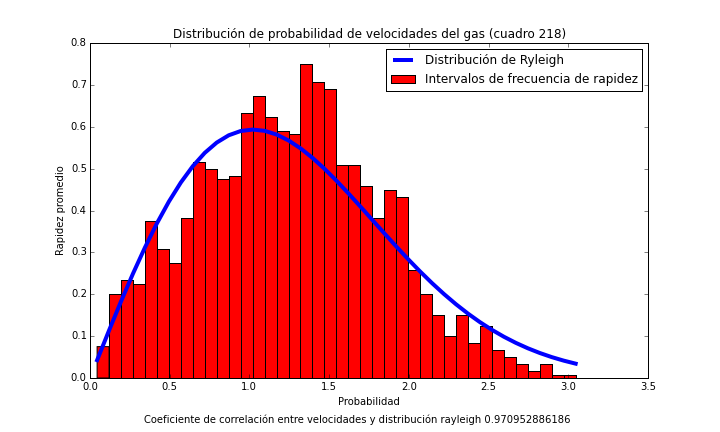 Distribución de probabilidad de velocidades del gas (cuadro 218)
Distribución de Ryleigh
Intervalos de frecuencia de rapidez
Rapidez promedio
0.8
0.7
0.6
0.5
0.4
0.3
0.2
0.1
0.0
0.0 0.5 1.0 1.5 2.0 2.5 3.0 3.5
Probabilidad
Coeficiente de correlación entre velocidades y distribución rayleigh 0.970952886186